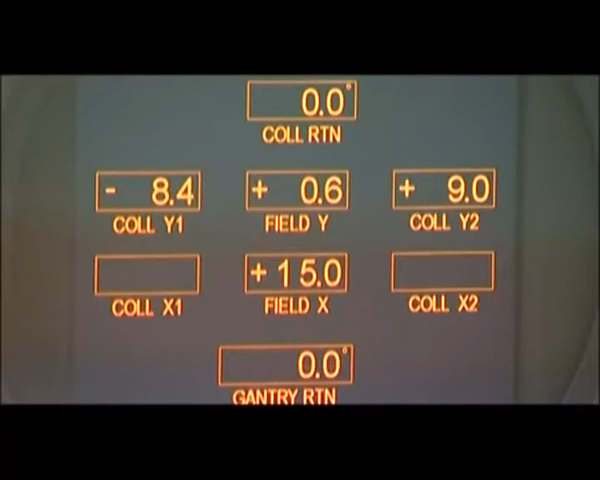 0.0°
COLL RTN
- 8.4 + 0.6 + 9.0
COLL Y1 FIELD Y COLL Y2
+15.0
COLL X1 FIELD X COLL X2
0.0°
GANTRY RTN